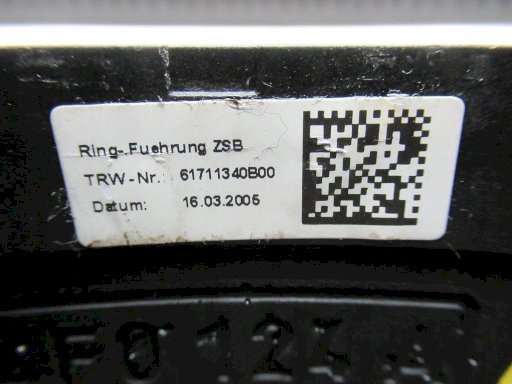 Ring-.Fuehrung ZSB
TRW-Nr.: 61711340B00
Datum: 16.03.2005